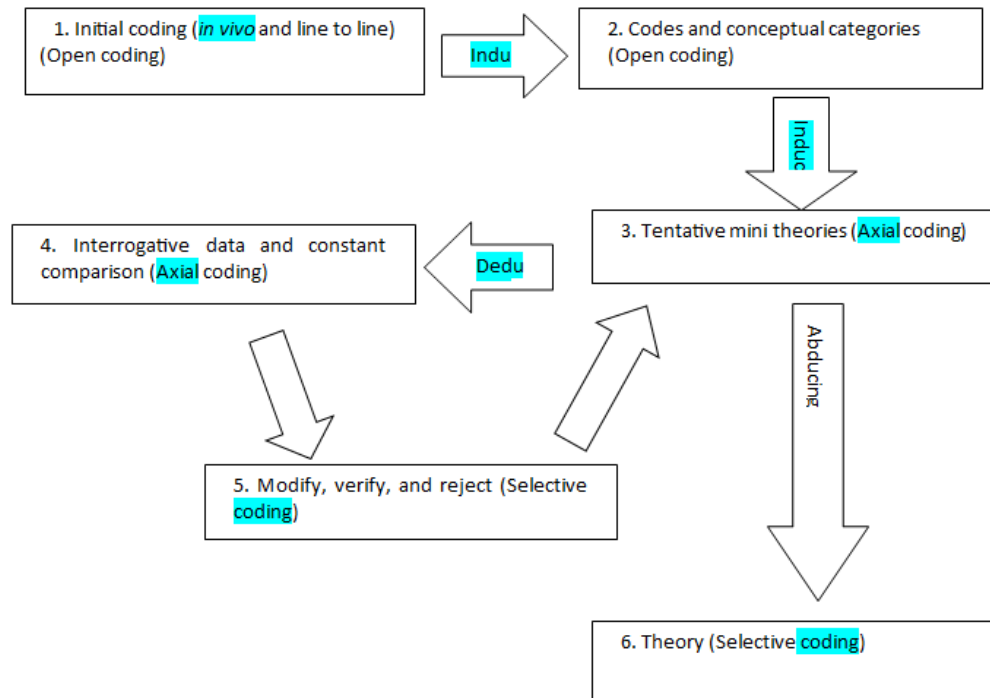 1. Initial coding (in vivo and line to line)
(Open coding)
Indu
2. Codes and conceptual categories
(Open coding)
Induc
3. Tentative mini theories (Axial coding)
Dedu
4. Interrogative data and constant
comparison (Axial coding)
5. Modify, verify, and reject (Selective
coding)
Abducing
6. Theory (Selective coding)